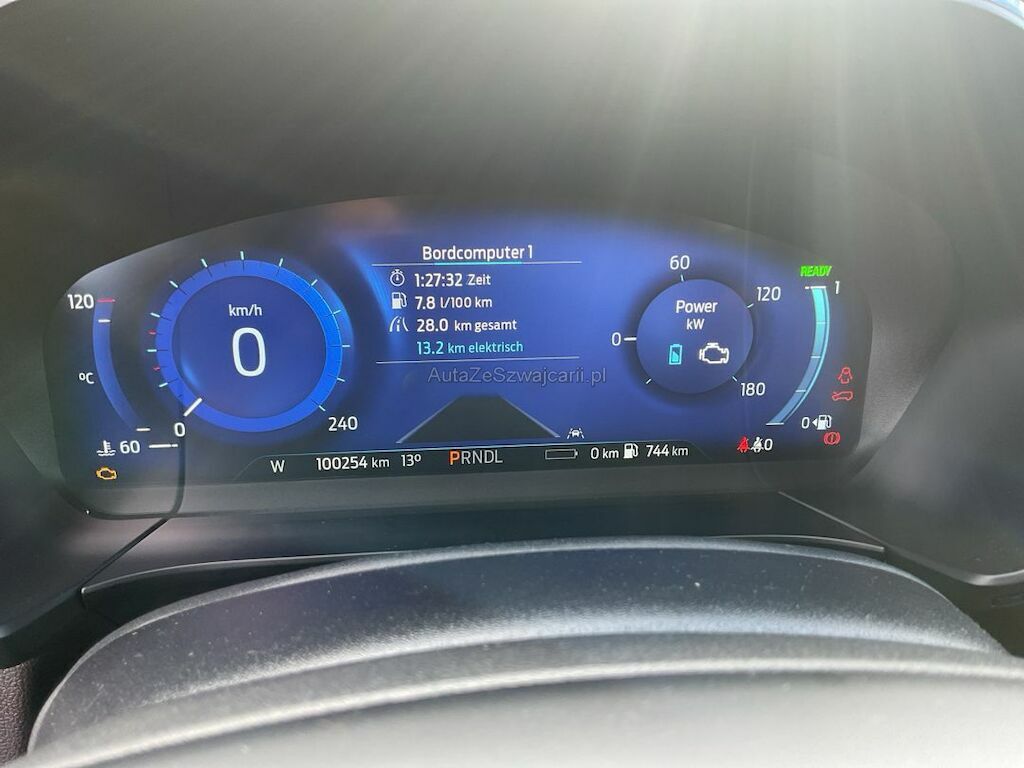 Bordcomputer 1
1:27:32 Zeit
7.8 l/100 km
28.0 km gesamt
13.2 km elektrisch
AutaZeSzwajcarii.pl
120
°C
60
km/h
0
0
240
60
0
120
180
Power
kW
READY
1
0
0
W 100254 km 13° PRNDL 0 km 744 km